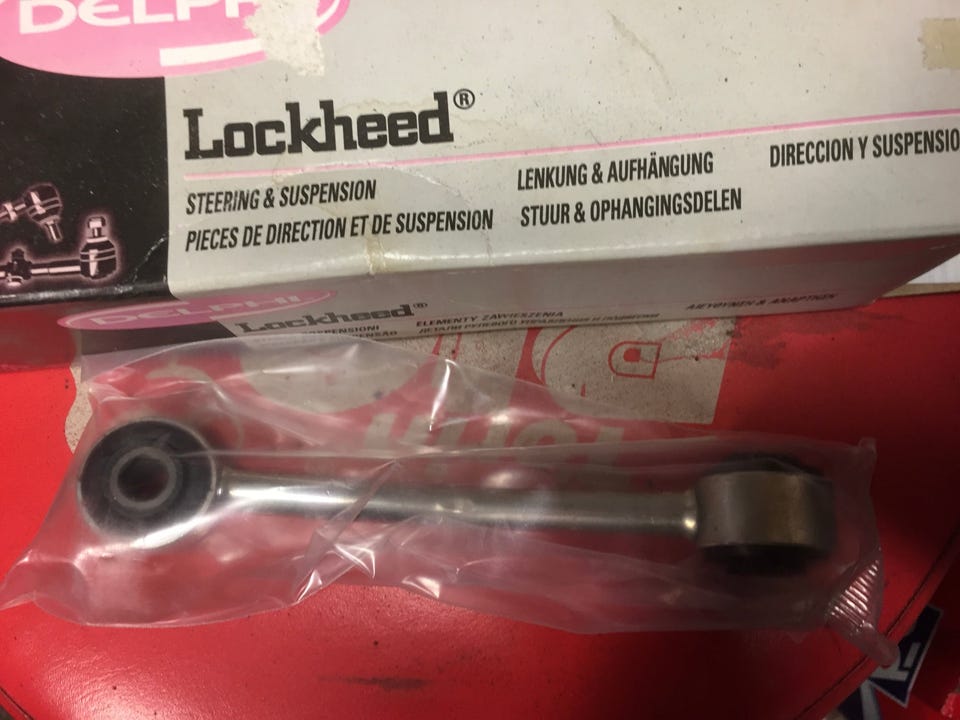 DELPHI
Lockheed®
STEERING & SUSPENSION
PIECES DE DIRECTION ET DE SUSPENSION
LENKUNG & AUFHÄNGUNG
STUUR & OPHANGINGSDELEN
DIRECCION Y SUSPENSIO
DELPHI
Lockheed®
ELEMENTY ZAWIESZENIA